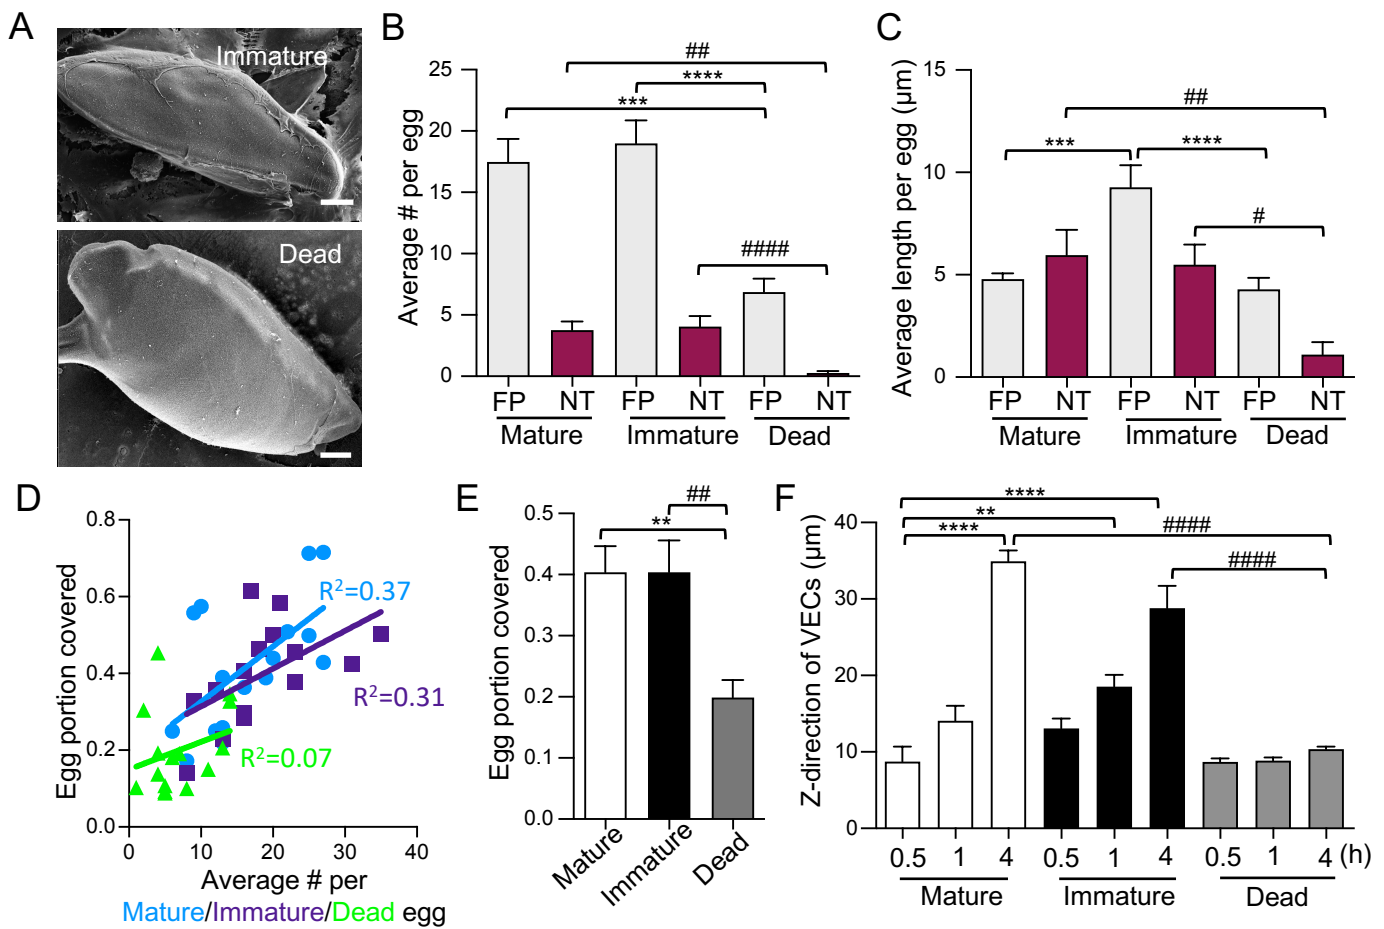 A
Immature
Dead
B
Average # per egg
25
20
15
10
5
0
##
****
***
####
FP NT FP NT FP NT
Mature Immature Dead
C
Average length per egg (μm)
15
10
5
0
##
*** ****
#
FP NT FP NT FP NT
Mature Immature Dead
D
Egg portion covered
0.8
0.6
0.4
0.2
0.0
R²=0.37
R²=0.31
R²=0.07
0 10 20 30 40
Average # per
Mature/Immature/Dead egg
E
Egg portion covered
0.5
0.4
0.3
0.2
0.1
0.0
##
**
Mature
Immature
Dead
F
Z-direction of VECs (μm)
40
30
20
10
0
****
**
****
####
####
0.5 1 4 0.5 1 4 0.5 1 4 (h)
Mature Immature Dead